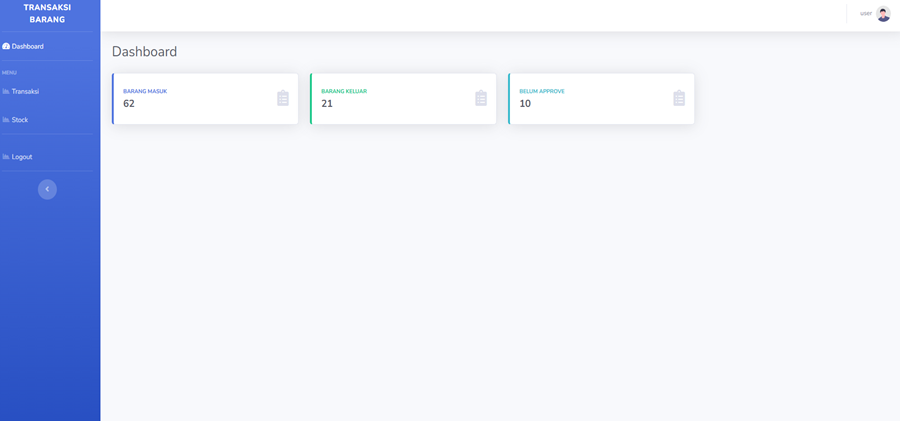 TRANSAKSI
BARANG
user
Dashboard
MENU
Transaksi
Stock
Logout
Dashboard
BARANG MASUK
62
BARANG KELUAR
21
BELUM APPROVE
10